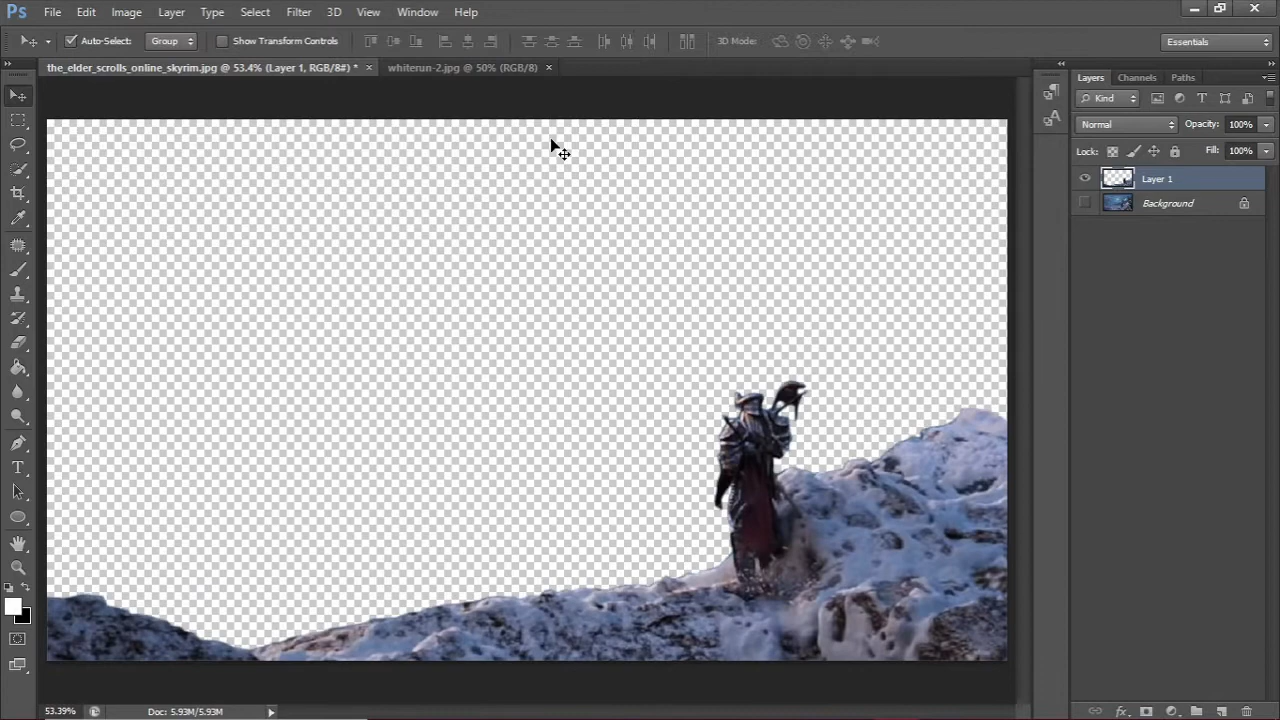 Ps File Edit Image Layer Type Select Filter 3D View Window Help
Auto-Select: Group Show Transform Controls 3D Mode: Essentials
the_elder_scrolls_online_skyrim.jpg @ 53.4% (Layer 1, RGB/8#) * × whiterun-2.jpg @ 50% (RGB/8) ×
Layers Channels Paths
Kind
Normal Opacity: 100%
Lock: Fill: 100%
Layer 1
Background
53.39% Doc: 5.93M/5.93M